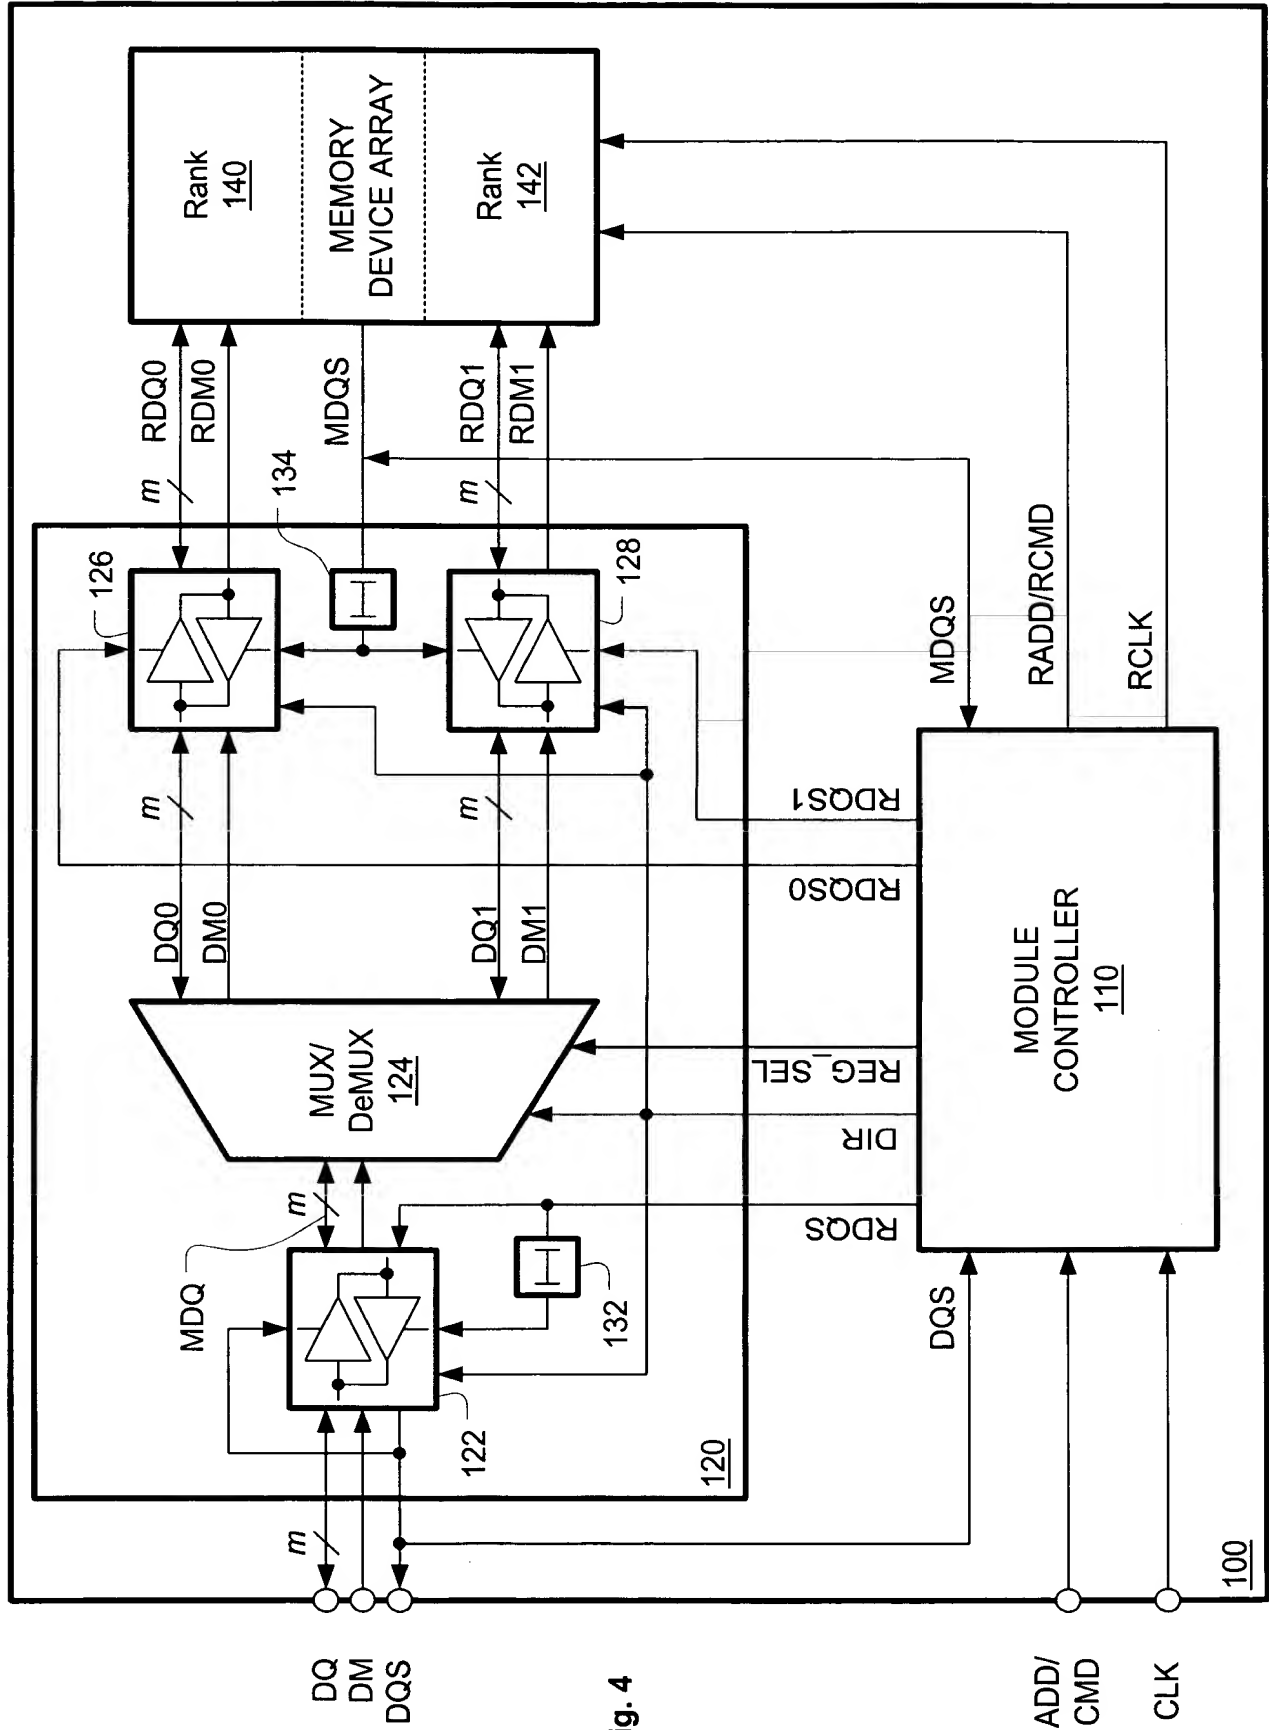 DQ
DM
DQS
ADD/
CMD
CLK
m
122
MDQ
m
132
MUX/
DeMUX
124
DQ0
DM0
m
DQ1
DM1
m
126
128
134
m
RDQ0
RDM0
MDQS
m
RDQ1
RDM1
Rank
140
MEMORY
DEVICE ARRAY
Rank
142
120
RDQS
DIR
REG_SEL
RDQS0
RDQS1
DQS
MODULE
CONTROLLER
110
MDQS
RADD/RCMD
RCLK
100
ig. 4